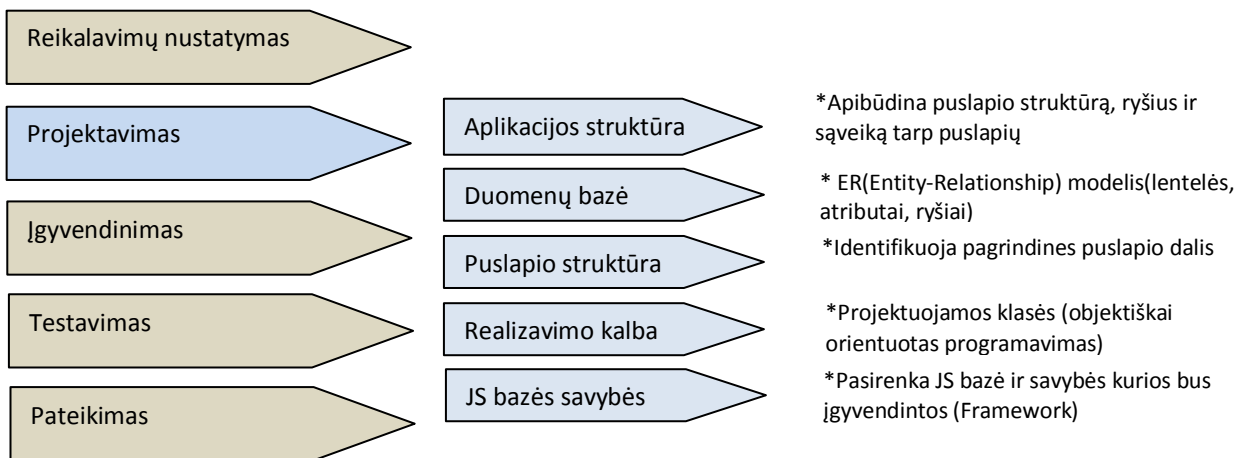 Reikalavimų nustatymas
Projektavimas
Įgyvendinimas
Testavimas
Pateikimas
Aplikacijos struktūra
Duomenų bazė
Puslapio struktūra
Realizavimo kalba
JS bazės savybės
*Apibūdina puslapio struktūrą, ryšius ir
sąveiką tarp puslapių
* ER(Entity-Relationship) modelis(lentelės,
atributai, ryšiai)
*Identifikuoja pagrindines puslapio dalis
*Projektuojamos klasės (objektiškai
orientuotas programavimas)
*Pasirenka JS bazė ir savybės kurios bus
įgyvendintos (Framework)